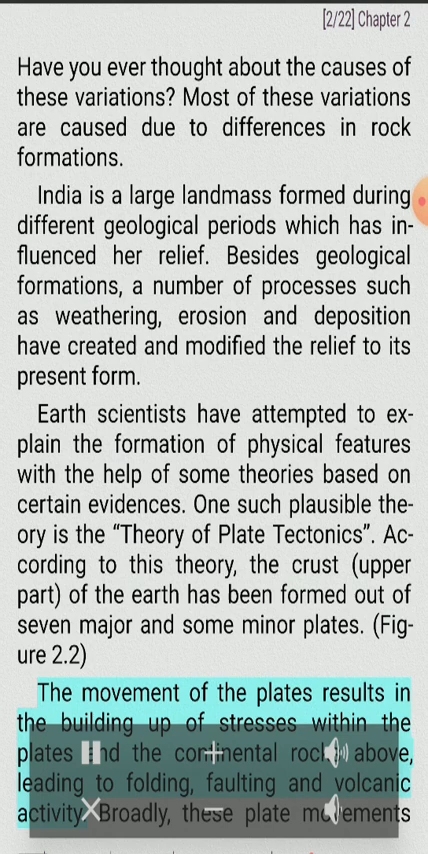 [2/22] Chapter 2
Have you ever thought about the causes of
these variations? Most of these variations
are caused due to differences in rock
formations.
India is a large landmass formed during
different geological periods which has in-
fluenced her relief. Besides geological
formations, a number of processes such
as weathering, erosion and deposition
have created and modified the relief to its
present form.
Earth scientists have attempted to ex-
plain the formation of physical features
with the help of some theories based on
certain evidences. One such plausible the-
ory is the “Theory of Plate Tectonics”. Ac-
cording to this theory, the crust (upper
part) of the earth has been formed out of
seven major and some minor plates. (Fig-
ure 2.2)
The movement of the plates results in
the building up of stresses within the
plates and the continental rocks above,
leading to folding, faulting and volcanic
activity. Broadly, these plate movements